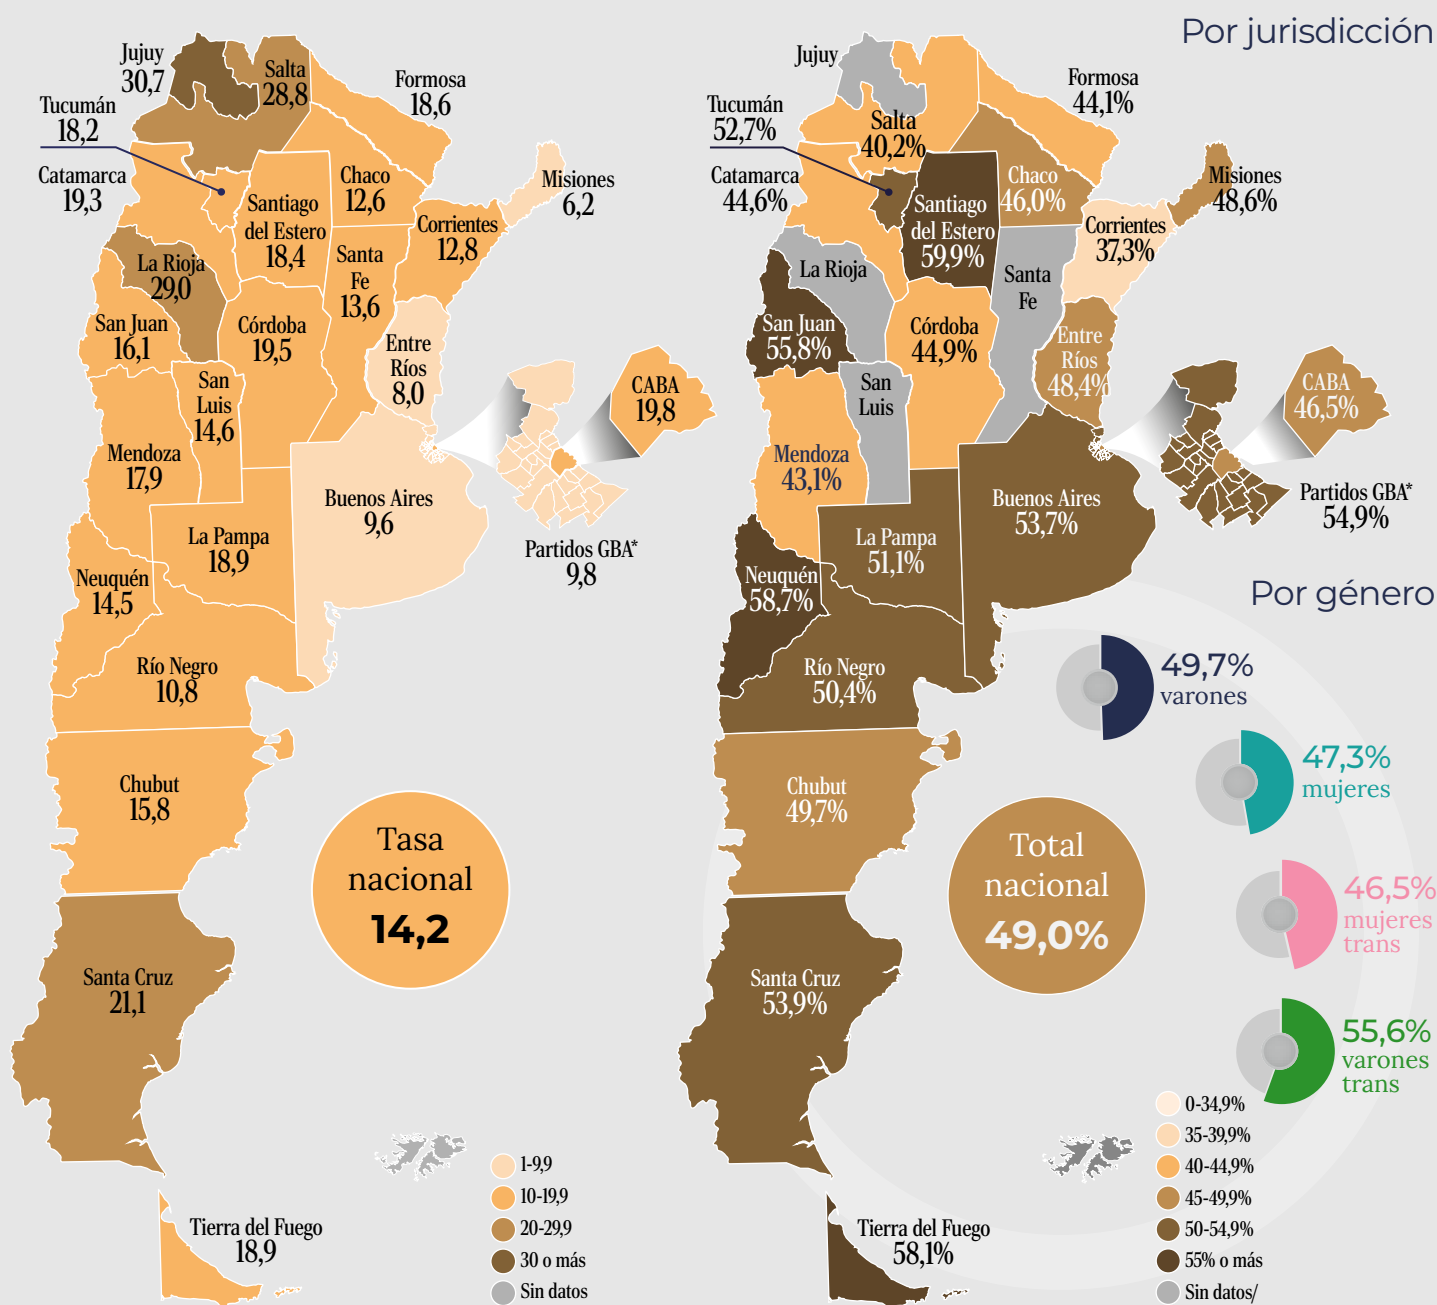 Por jurisdicción
Jujuy
30,7
Salta
28,8
Formosa
18,6
Tucumán
18,2
Catamarca
19,3
Santiago
del Estero
18,4
Chaco
12,6
Misiones
6,2
Corrientes
12,8
La Rioja
29,0
Santa
Fe
13,6
San Juan
16,1
Córdoba
19,5
Entre
Ríos
8,0
CABA
19,8
San
Luis
14,6
Mendoza
17,9
Buenos Aires
9,6
Partidos GBA*
9,8
La Pampa
18,9
Neuquén
14,5
Río Negro
10,8
Chubut
15,8
Tasa
nacional
14,2
Santa Cruz
21,1
Tierra del Fuego
18,9
1-9,9
10-19,9
20-29,9
30 o más
Sin datos
Jujuy
Salta
40,2%
Formosa
44,1%
Tucumán
52,7%
Catamarca
44,6%
Santiago
del Estero
59,9%
Chaco
46,0%
Misiones
48,6%
Corrientes
37,3%
La Rioja
Santa
Fe
San Juan
55,8%
Córdoba
44,9%
Entre
Ríos
48,4%
CABA
46,5%
San
Luis
Mendoza
43,1%
Buenos Aires
53,7%
Partidos GBA*
54,9%
La Pampa
51,1%
Neuquén
58,7%
Río Negro
50,4%
Chubut
49,7%
Total
nacional
49,0%
Santa Cruz
53,9%
Tierra del Fuego
58,1%
Por género
49,7%
varones
47,3%
mujeres
46,5%
mujeres
trans
55,6%
varones
trans
0-34,9%
35-39,9%
40-44,9%
45-49,9%
50-54,9%
55% o más
Sin datos/